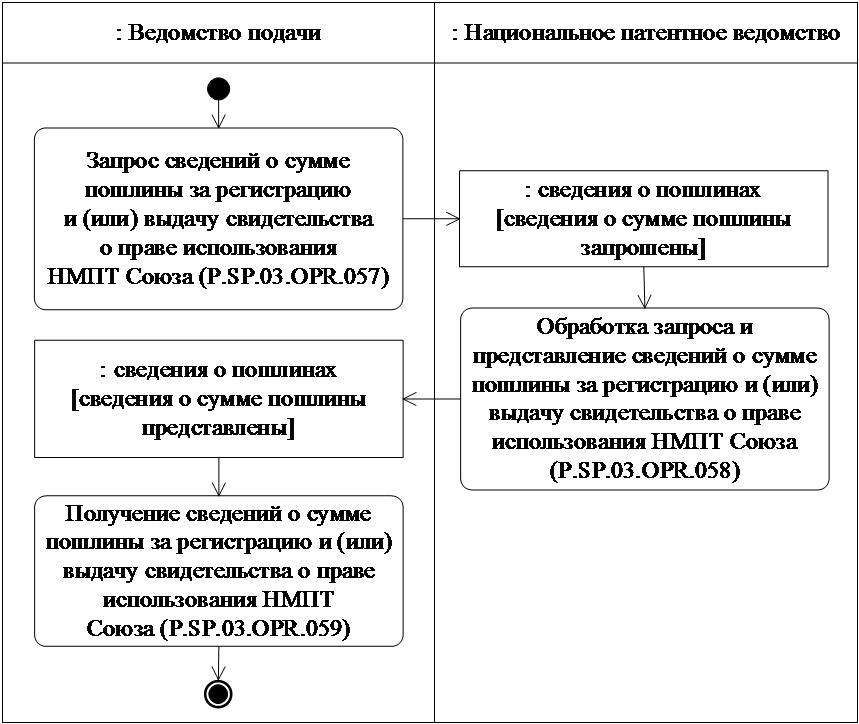 : Ведомство подачи
: Национальное патентное ведомство
Запрос сведений о сумме
пошлины за регистрацию
и (или) выдачу свидетельства
о праве использования
НМПТ Союза (P.SP.03.OPR.057)
: сведения о пошлинах
[сведения о сумме пошлины
запрошены]
Обработка запроса и
представление сведений о сумме
пошлины за регистрацию и (или)
выдачу свидетельства о праве
использования НМПТ Союза
(P.SP.03.OPR.058)
: сведения о пошлинах
[сведения о сумме пошлины
представлены]
Получение сведений о сумме
пошлины за регистрацию и (или)
выдачу свидетельства о праве
использования НМПТ
Союза (P.SP.03.OPR.059)